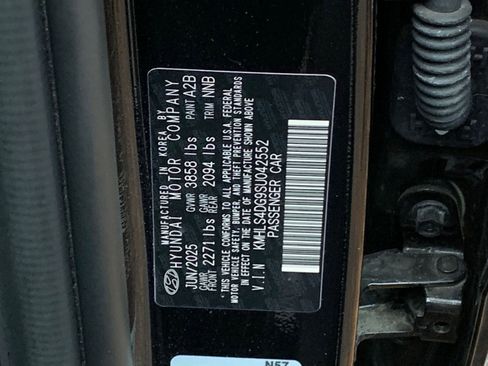 MANUFACTURED IN KOREA BY
HYUNDAI MOTOR COMPANY
JUN/2025 GVWR 3858 lbs PAINT A2B
GAWR FRONT 2271 lbs GAWR REAR 2094 lbs TRIM NNB
* THIS VEHICLE CONFORMS TO ALL APPLICABLE U.S.A. FEDERAL
MOTOR VEHICLE SAFETY, BUMPER, AND THEFT PREVENTION STANDARDS
IN EFFECT ON THE DATE OF MANUFACTURE SHOWN ABOVE
V.I.N KMHLS4DG9SU042552
PASSENGER CAR
N57